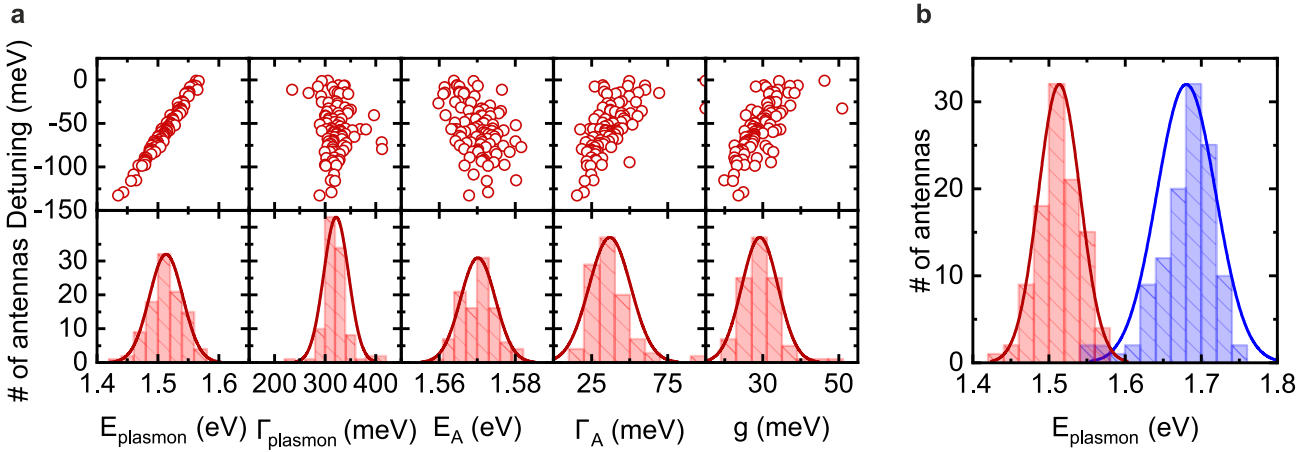 a
b
# of antennas Detuning (meV)
0
-50
-100
-150
30
20
10
0
1.4 1.5 1.6
200 300 400
1.56 1.58
25 75
30 50
E_plasmon (eV)
Γ_plasmon (meV)
E_A (eV)
Γ_A (meV)
g (meV)
# of antennas
30
20
10
0
1.4 1.5 1.6 1.7 1.8
E_plasmon (eV)